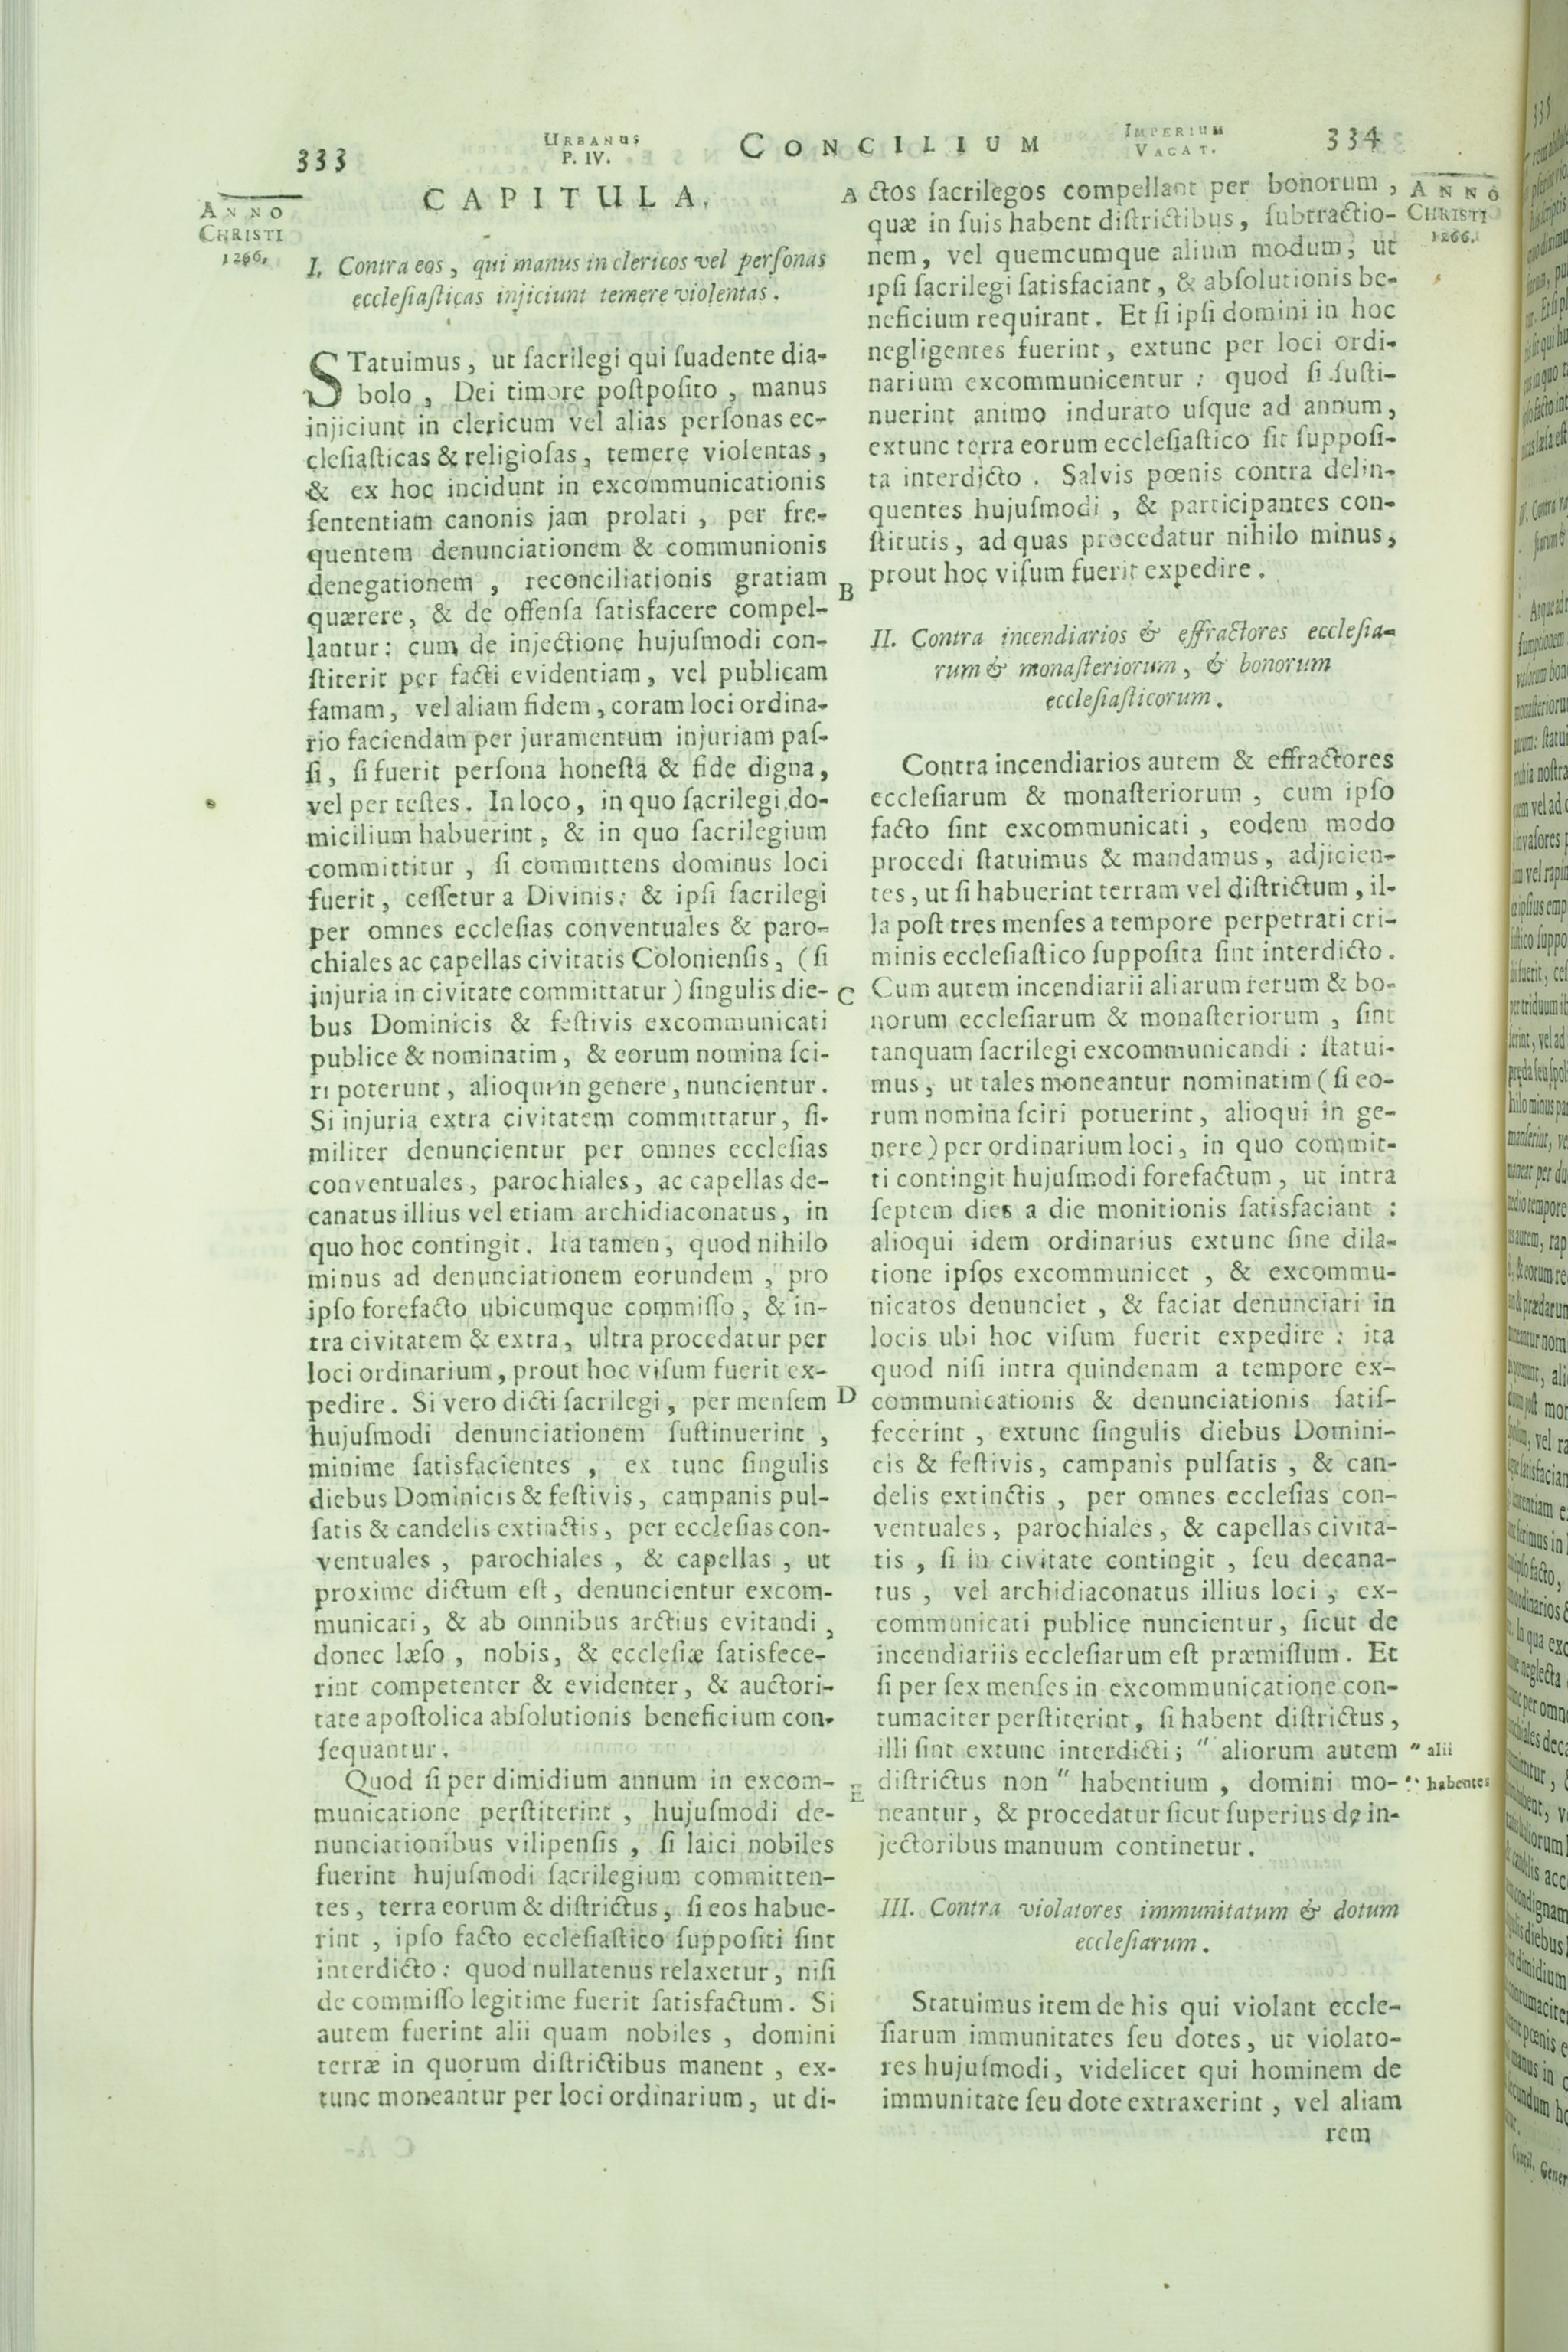 333
URBANUS
P. IV.
CONCILIUM
IMPERIUM
VACAT.
334
ANNO
CHRISTI
1266.
CAPITULA.
I. Contra eos, qui manus in clericos vel perſonas
eccleſiaſticas injiciunt temere violentas.
STatuimus, ut ſacrilegi qui ſuadente dia-
bolo, Dei timore poſtpoſito, manus
injiciunt in clericum vel alias perſonas ec-
cleſiaſticas & religioſas, temere violentas,
& ex hoc incidunt in excommunicationis
ſententiam canonis jam prolati, per fre-
quentem denunciationem & communionis
denegationem, reconciliationis gratiam
quærere, & de offenſa ſatisfacere compel-
lantur: cum de injectione hujuſmodi con-
ſtiterit per facti evidentiam, vel publicam
famam, vel aliam fidem, coram loci ordina-
rio faciendam per juramentum injuriam paſ-
ſi, ſi fuerit perſona honeſta & fide digna,
vel per teſtes. In loco, in quo ſacrilegi do-
micilium habuerint, & in quo ſacrilegium
committitur, ſi committens dominus loci
fuerit, ceſſetur a Divinis: & ipſi ſacrilegi
per omnes eccleſias conventuales & paro-
chiales ac capellas civitatis Colonienſis, (ſi
injuria in civitate committatur) ſingulis die-
bus Dominicis & feſtivis excommunicati
publice & nominatim, & eorum nomina ſci-
ri poterunt, alioqui in genere, nuncientur.
Si injuria extra civitatem committatur, ſi-
militer denuncientur per omnes eccleſias
conventuales, parochiales, ac capellas de-
canatus illius vel etiam archidiaconatus, in
quo hoc contingit. Ita tamen, quod nihilo
minus ad denunciationem eorundem, pro
ipſo forefacto ubicumque commiſſo, & in-
tra civitatem & extra, ultra procedatur per
loci ordinarium, prout hoc viſum fuerit ex-
pedire. Si vero dicti ſacrilegi, per menſem
hujuſmodi denunciationem ſuſtinuerint,
minime ſatisfacientes, ex tunc ſingulis
diebus Dominicis & feſtivis, campanis pul-
ſatis & candelis extinctis, per eccleſias con-
ventuales, parochiales, & capellas, ut
proxime dictum eſt, denuncientur excom-
municati, & ab omnibus arctius evitandi,
donec læſo, nobis, & eccleſiæ ſatisfece-
rint competenter & evidenter, & auctori-
tate apoſtolica abſolutionis beneficium con-
ſequantur.
Quod ſi per dimidium annum in excom-
municatione perſtiterint, hujuſmodi de-
nunciationibus vilipenſis, ſi laici nobiles
fuerint hujuſmodi ſacrilegium committen-
tes, terra eorum & diſtrictus, ſi eos habue-
rint, ipſo facto eccleſiaſtico ſuppoſiti ſint
interdicto: quod nullatenus relaxetur, niſi
de commiſſo legitime fuerit ſatisfactum. Si
autem fuerint alii quam nobiles, domini
terræ in quorum diſtrictibus manent, ex-
tunc moneantur per loci ordinarium, ut di-
A
B
C
D
E
ctos ſacrilegos compellant per bonorum,
quæ in ſuis habent diſtrictibus, ſubtractio-
nem, vel quemcumque alium modum, ut
ipſi ſacrilegi ſatisfaciant, & abſolutionis be-
neficium requirant. Et ſi ipſi domini in hoc
negligentes fuerint, extunc per loci ordi-
narium excommunicentur: quod ſi ſuſti-
nuerint animo indurato uſque ad annum,
extunc terra eorum eccleſiaſtico ſit ſuppoſi-
ta interdicto. Salvis pœnis contra delin-
quentes hujuſmodi, & participantes con-
ſtitutis, ad quas procedatur nihilo minus,
prout hoc viſum fuerit expedire.
II. Contra incendiarios & effractores eccleſia-
rum & monaſteriorum, & bonorum
eccleſiaſticorum.
Contra incendiarios autem & effractores
eccleſiarum & monaſteriorum, cum ipſo
facto ſint excommunicati, eodem modo
procedi ſtatuimus & mandamus, adjicien-
tes, ut ſi habuerint terram vel diſtrictum, il-
la poſt tres menſes a tempore perpetrati cri-
minis eccleſiaſtico ſuppoſita ſint interdicto.
Cum autem incendiarii aliarum rerum & bo-
norum eccleſiarum & monaſteriorum, ſint
tanquam ſacrilegi excommunicandi: ſtatui-
mus, ut tales moneantur nominatim (ſi eo-
rum nomina ſciri potuerint, alioqui in ge-
nere) per ordinarium loci, in quo commit-
ti contingit hujuſmodi forefactum, ut intra
ſeptem dies a die monitionis ſatisfaciant:
alioqui idem ordinarius extunc ſine dila-
tione ipſos excommunicet, & excommu-
nicatos denunciet, & faciat denunciari in
locis ubi hoc viſum fuerit expedire: ita
quod niſi intra quindenam a tempore ex-
communicationis & denunciationis ſatiſ-
fecerint, extunc ſingulis diebus Domini-
cis & feſtivis, campanis pulſatis, & can-
delis extinctis, per omnes eccleſias con-
ventuales, parochiales, & capellas civita-
tis, ſi in civitate contingit, ſeu decana-
tus, vel archidiaconatus illius loci, ex-
communicati publice nuncientur, ſicut de
incendiariis eccleſiarum eſt præmiſſum. Et
ſi per ſex menſes in excommunicatione con-
tumaciter perſtiterint, ſi habent diſtrictus,
illi ſint extunc interdicti; " aliorum autem
diſtrictus non " habentium, domini mo-
neantur, & procedatur ſicut ſuperius de in-
jectoribus manuum continetur.
III. Contra violatores immunitatum & dotum
eccleſiarum.
Statuimus item de his qui violant eccle-
ſiarum immunitates ſeu dotes, ut violato-
res hujuſmodi, videlicet qui hominem de
immunitate ſeu dote extraxerint, vel aliam
rem
ANNO
CHRISTI
1266.
" alii
" habentes